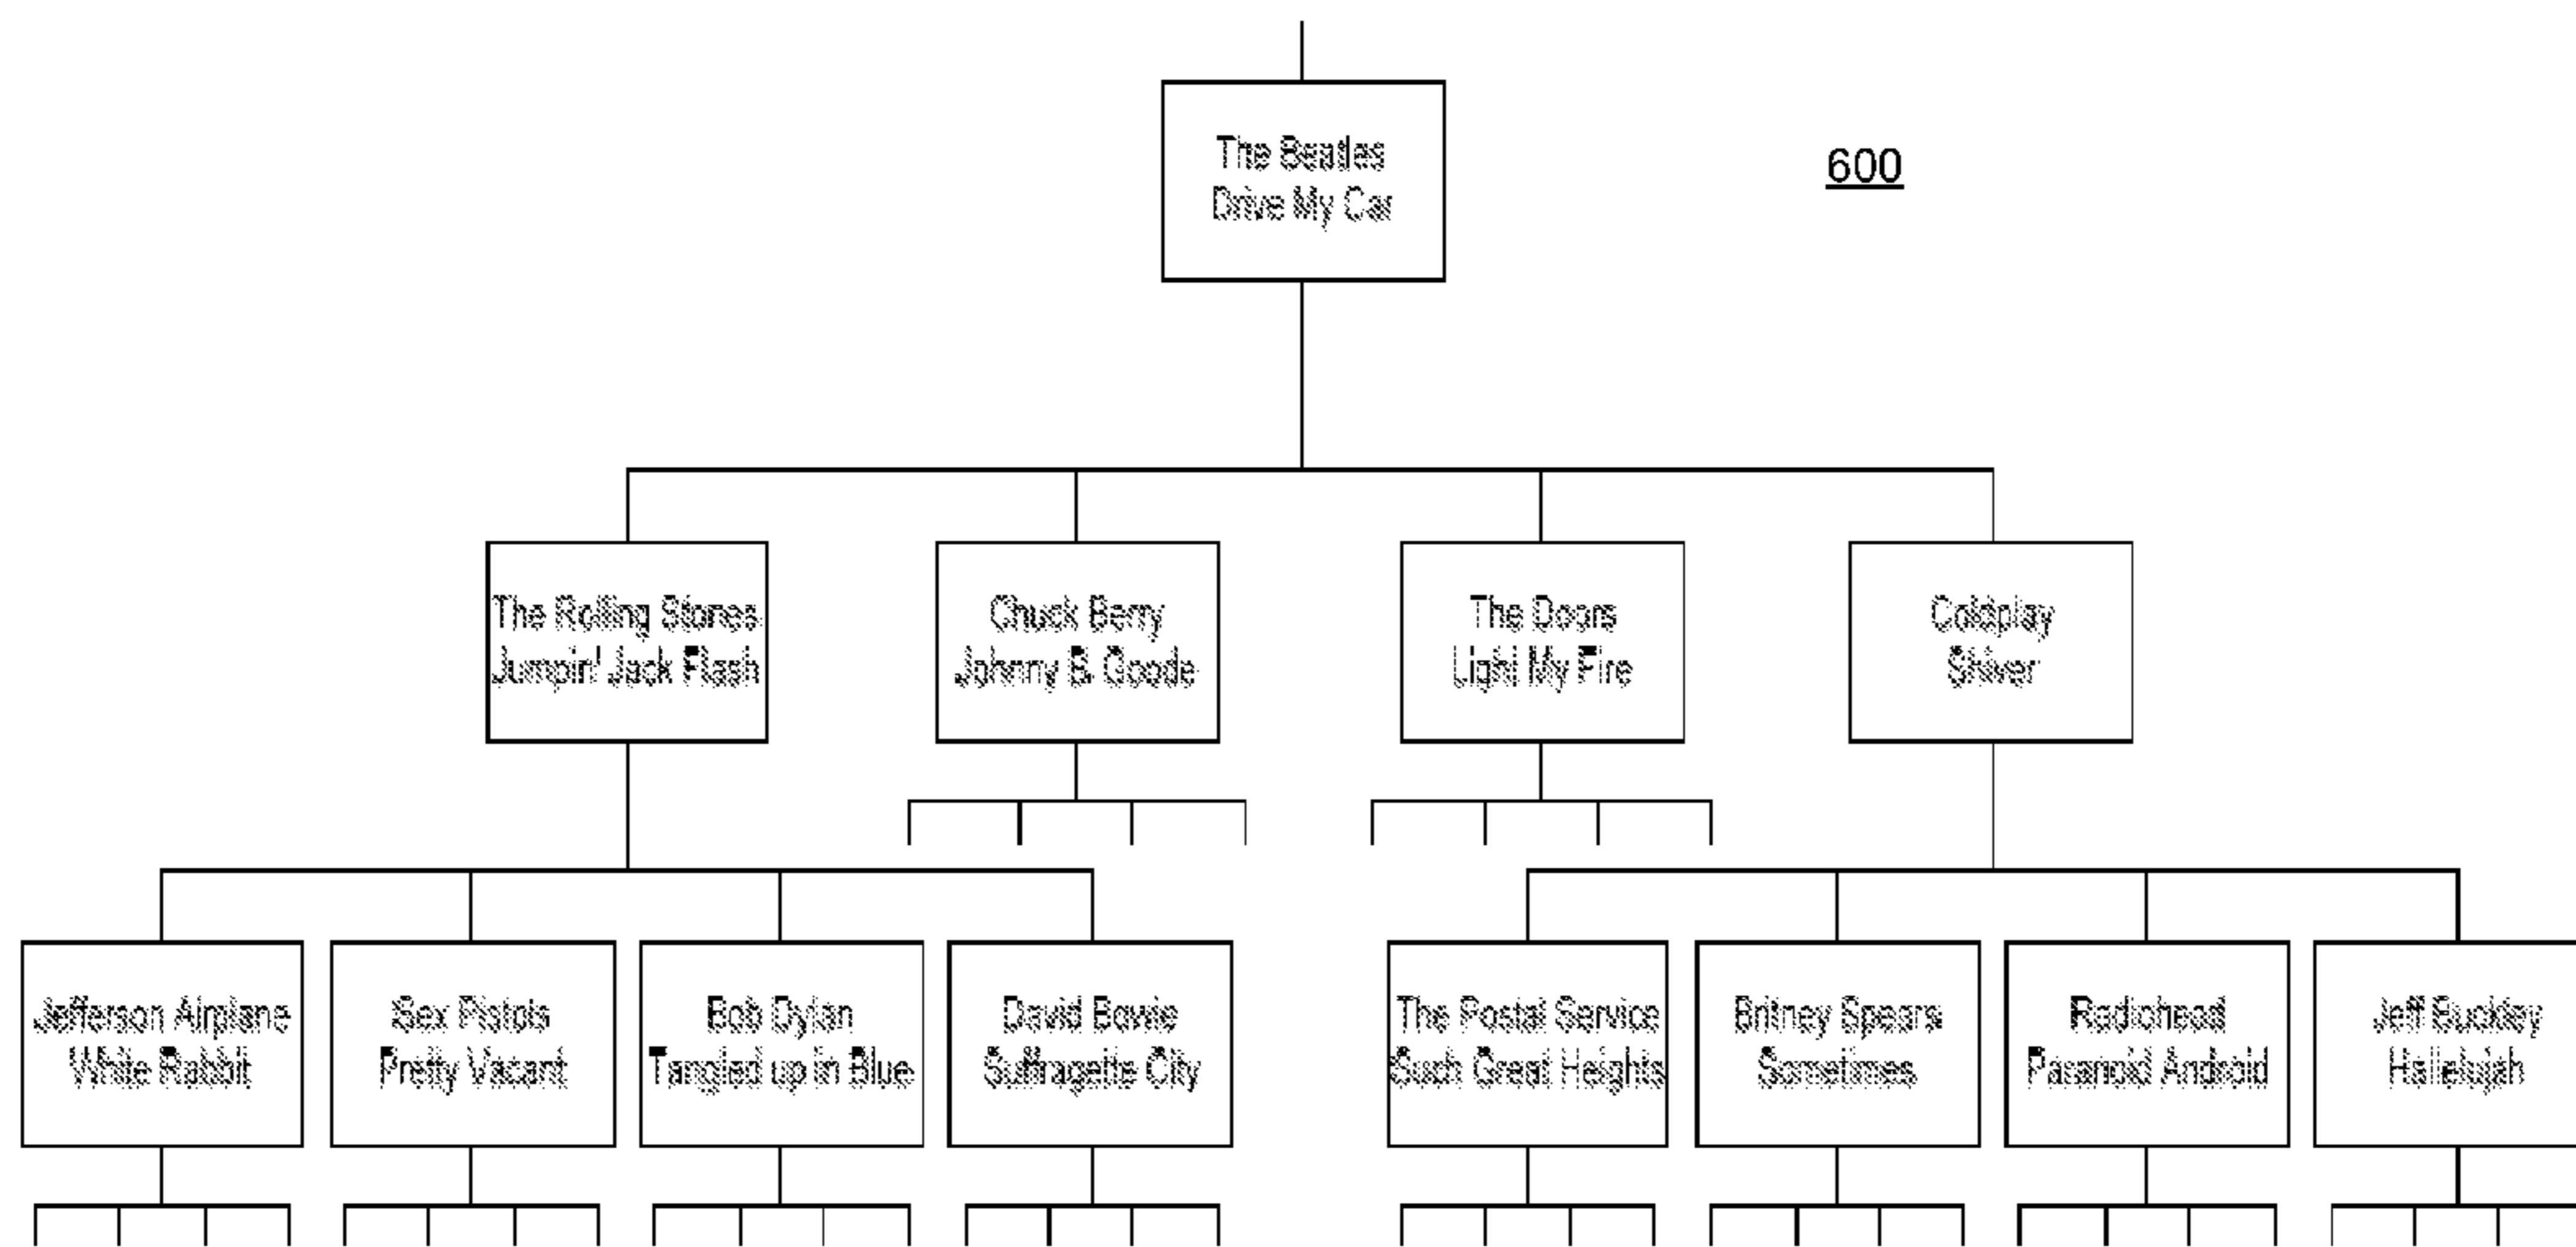 The Beatles
Drive My Car
600
The Rolling Stones
Jumpin' Jack Flash
Chuck Berry
Johnny B. Goode
The Doors
Light My Fire
Coldplay
Shiver
Jefferson Airplane
White Rabbit
Sex Pistols
Pretty Vacant
Bob Dylan
Tangled up in Blue
David Bowie
Suffragette City
The Postal Service
Such Great Heights
Britney Spears
Sometimes
Radiohead
Paranoid Android
Jeff Buckley
Hallelujah